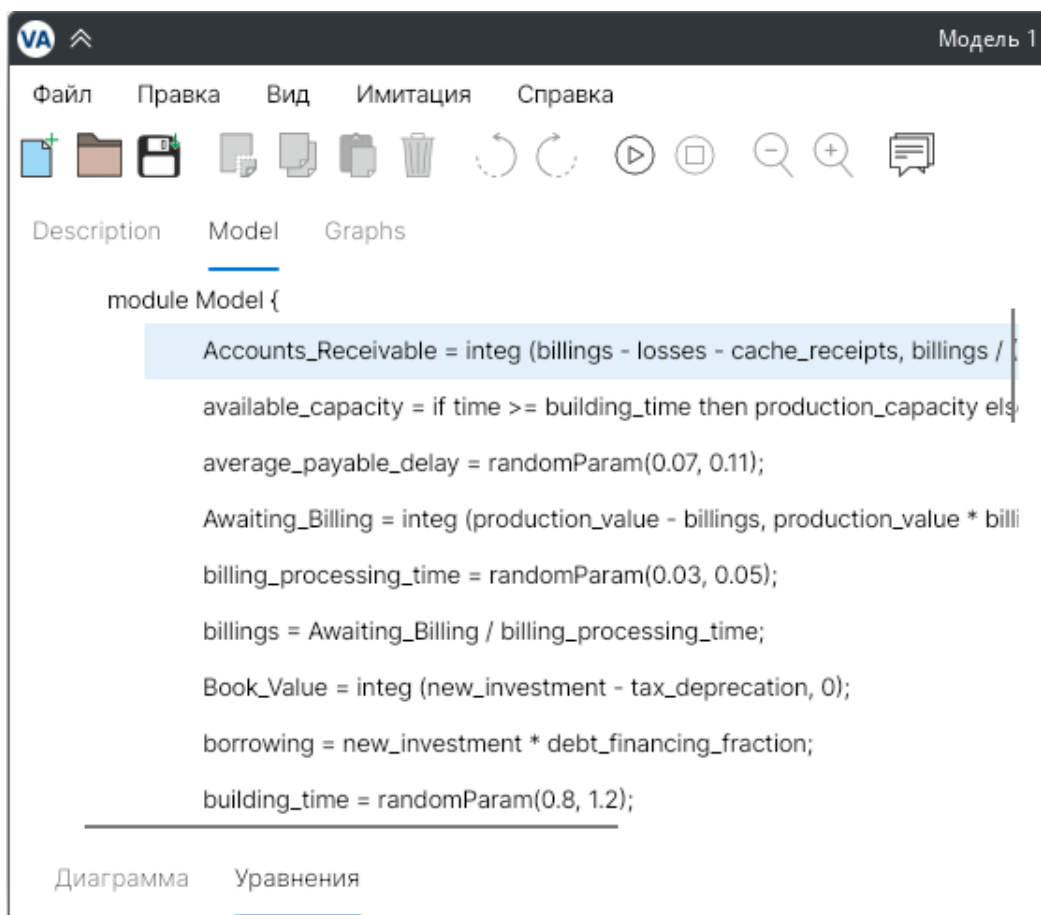 VA Модель 1
Файл Правка Вид Имитация Справка
Description Model Graphs
module Model {
Accounts_Receivable = integ (billings - losses - cache_receipts, billings / (
available_capacity = if time >= building_time then production_capacity els
average_payable_delay = randomParam(0.07, 0.11);
Awaiting_Billing = integ (production_value - billings, production_value * billi
billing_processing_time = randomParam(0.03, 0.05);
billings = Awaiting_Billing / billing_processing_time;
Book_Value = integ (new_investment - tax_deprecation, 0);
borrowing = new_investment * debt_financing_fraction;
building_time = randomParam(0.8, 1.2);
Диаграмма Уравнения